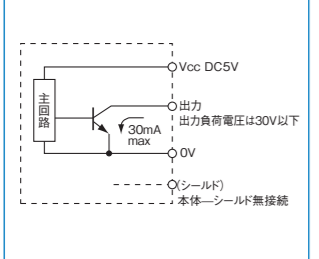 Vcc DC5V
主回路
出力
出力負荷電圧は30V以下
30mA
max
0V
(シールド)
本体―シールド無接続